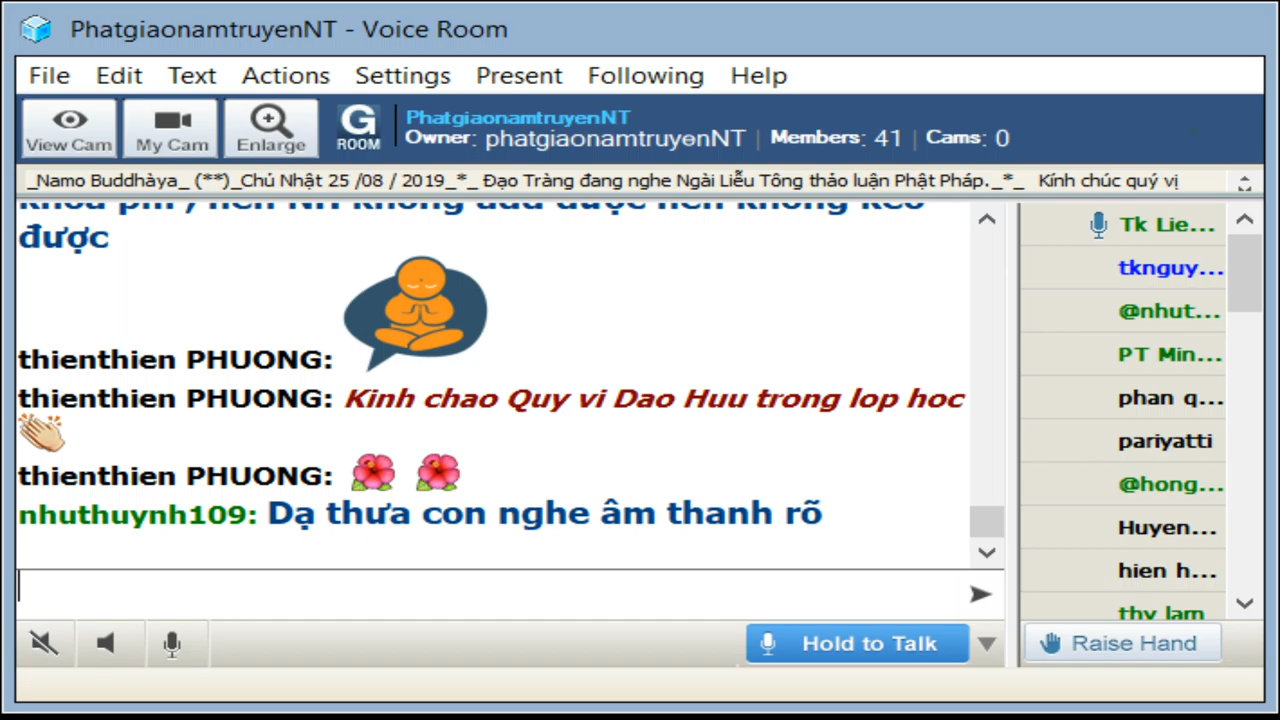 PhatgiaonamtruyenNT - Voice Room
File Edit Text Actions Settings Present Following Help
View Cam My Cam Enlarge G ROOM
PhatgiaonamtruyenNT
Owner: phatgiaonamtruyenNT | Members: 41 | Cams: 0
_Namo Buddhàya_ (**)_Chủ Nhật 25 /08 / 2019_*_ Đạo Tràng đang nghe Ngài Liễu Tông thảo luận Phật Pháp._*_ Kính chúc quý vị
được
thienthien PHUONG:
thienthien PHUONG: Kinh chao Quy vi Dao Huu trong lop hoc
thienthien PHUONG:
nhuthuynh109: Dạ thưa con nghe âm thanh rõ
Tk Lie...
tknguy...
@nhut...
PT Min...
phan q...
pariyatti
@hong...
Huyen...
hien h...
thy lam
Hold to Talk
Raise Hand